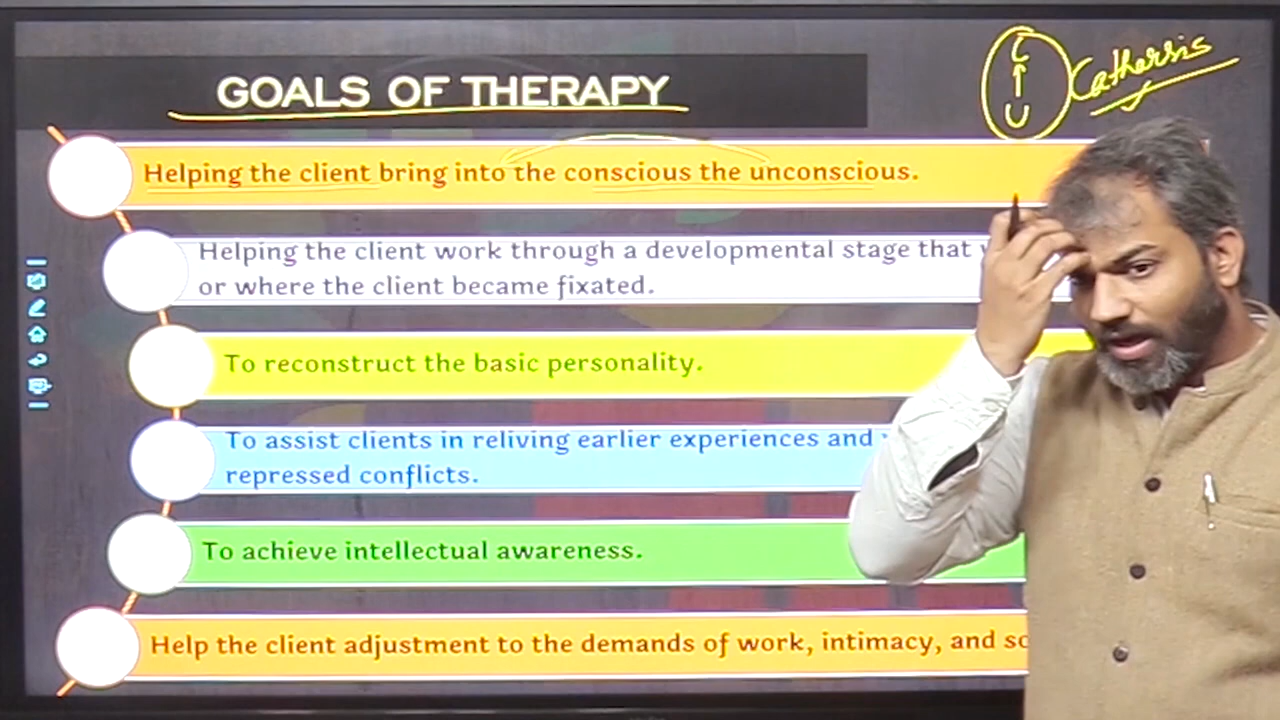 GOALS OF THERAPY
C
U
Catharsis
Helping the client bring into the conscious the unconscious.
Helping the client work through a developmental stage that
or where the client became fixated.
To reconstruct the basic personality.
To assist clients in reliving earlier experiences and
repressed conflicts.
To achieve intellectual awareness.
Help the client adjustment to the demands of work, intimacy, and